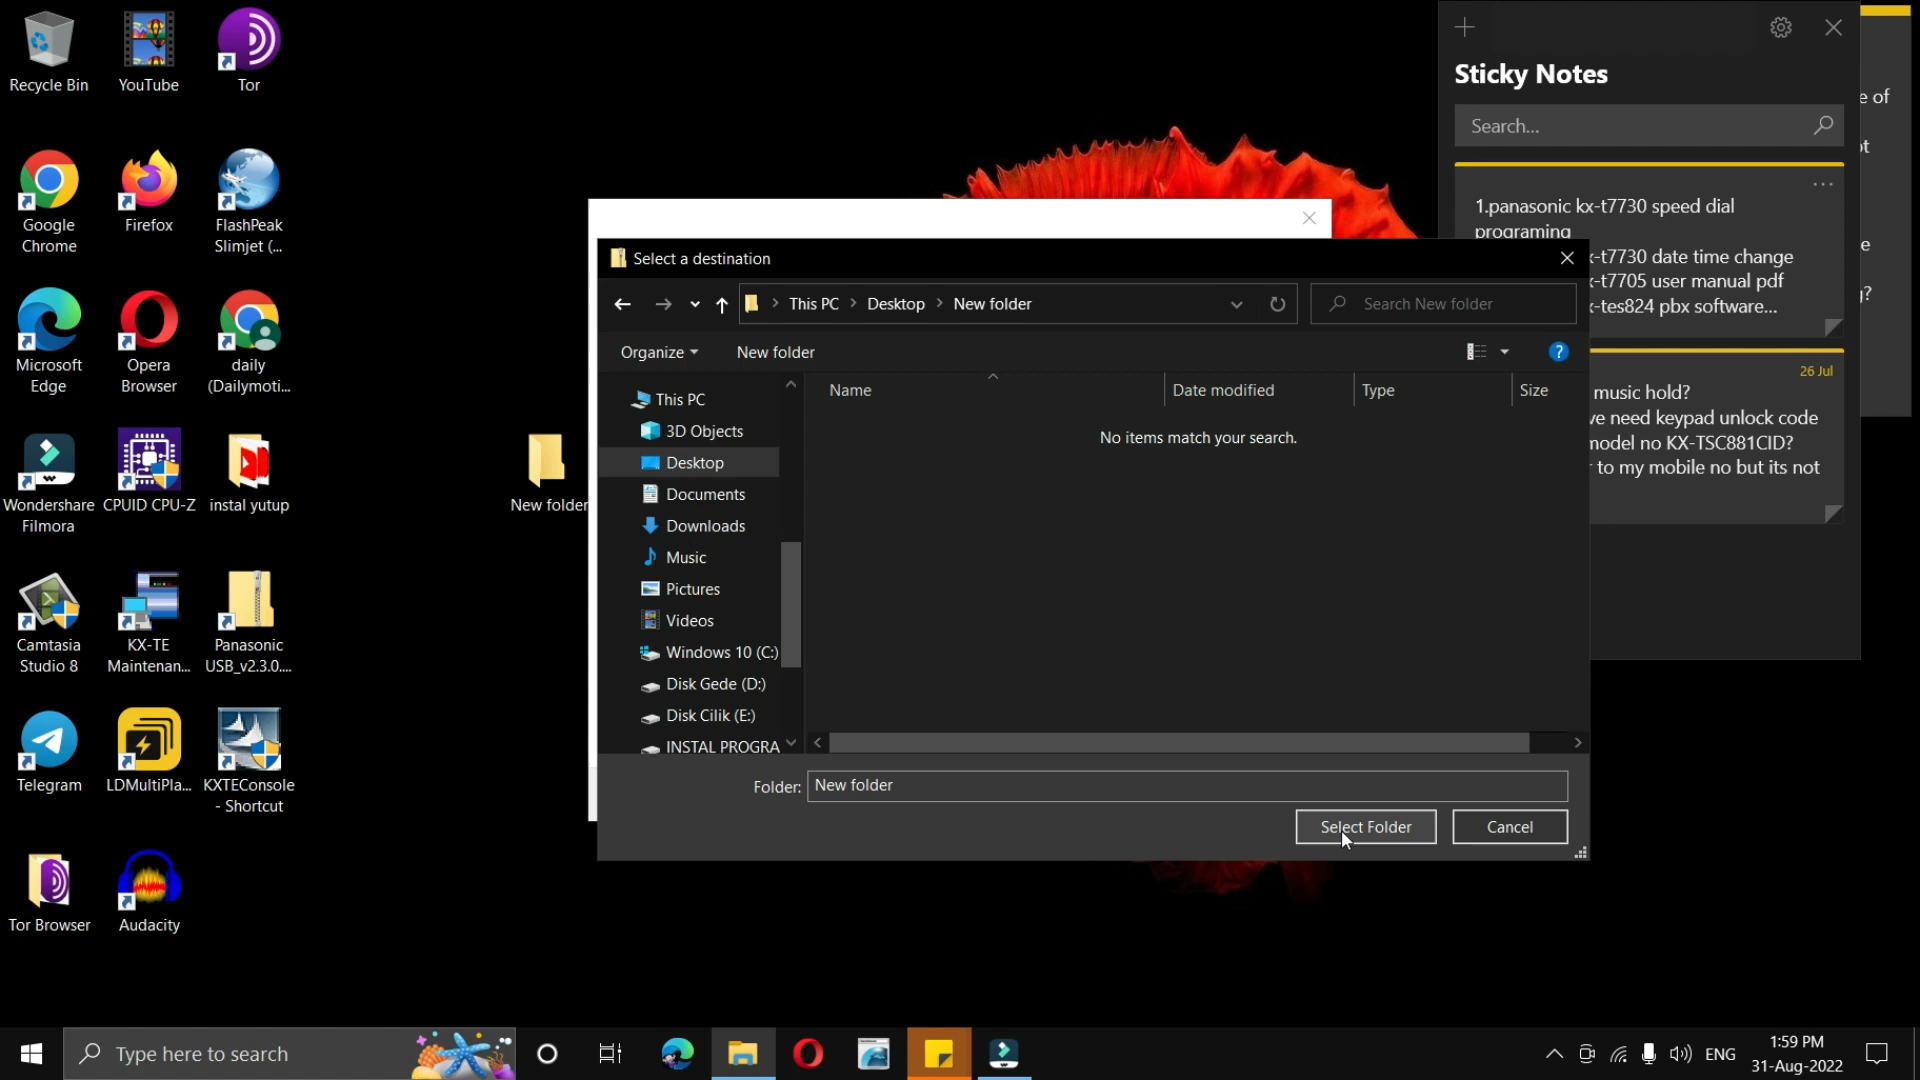 Recycle Bin
YouTube
Tor
Google
Chrome
Firefox
FlashPeak
Slimjet (...
Microsoft
Edge
Opera
Browser
daily
(Dailymoti...
Wondershare
Filmora
CPUID CPU-Z
instal yutup
Camtasia
Studio 8
KX-TE
Maintenan...
Panasonic
USB_v2.3.0....
Telegram
LDMultiPla...
KXTEConsole
- Shortcut
Tor Browser
Audacity
New folder
Select a destination
This PC
Desktop
New folder
Search New folder
Organize
New folder
?
This PC
3D Objects
Desktop
Documents
Downloads
Music
Pictures
Videos
Windows 10 (C:)
Disk Gede (D:)
Disk Cilik (E:)
INSTAL PROGRA
Name
Date modified
Type
Size
No items match your search.
Folder:
New folder
Select Folder
Cancel
Sticky Notes
Search...
1.panasonic kx-t7730 speed dial
programing
-t7730 date time change
-t7705 user manual pdf
-tes824 pbx software...
26 Jul
music hold?
ve need keypad unlock code
model no KX-TSC881CID?
to my mobile no but its not
e of
Type here to search
ENG
1:59 PM
31-Aug-2022